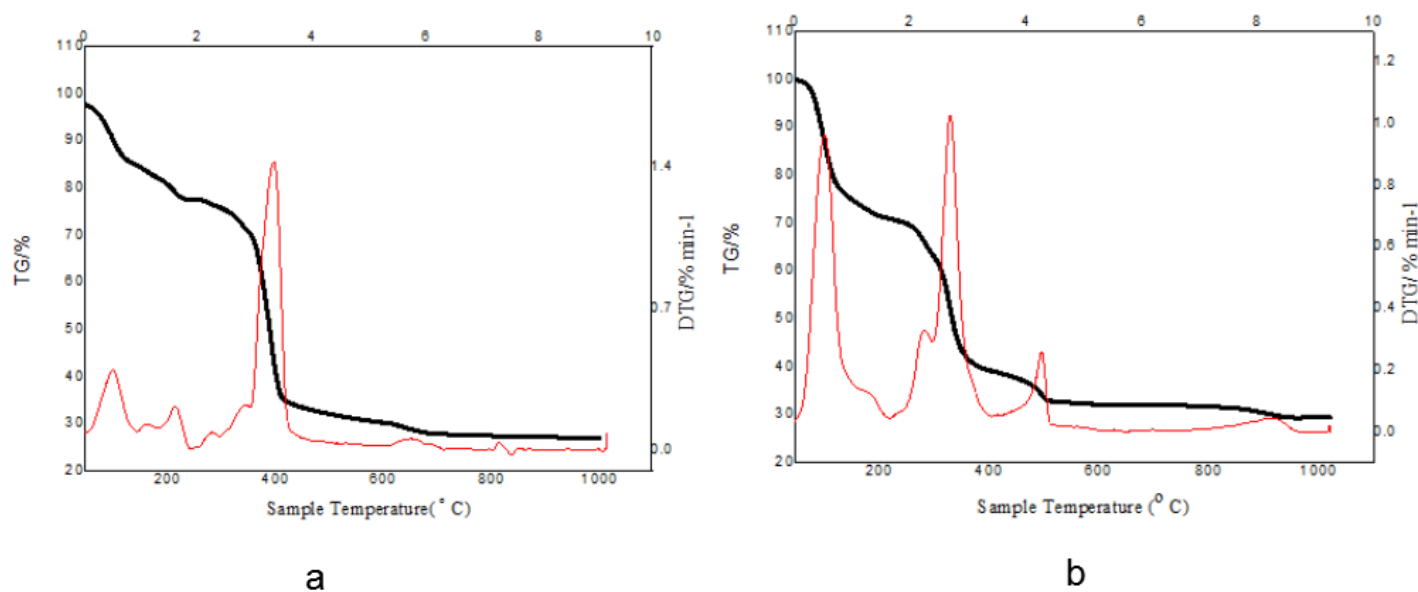 0 2 4 6 8 10
110
100
90
80
70
60
50
40
30
20
TG/%
1.4
0.7
0.0
DTG/% min-1
200 400 600 800 1000
Sample Temperature(°C)
a
0 2 4 6 8 10
110
100
90
80
70
60
50
40
30
20
TG/%
1.2
1.0
0.8
0.6
0.4
0.2
0.0
DTG/ % min-1
200 400 600 800 1000
Sample Temperature (°C)
b